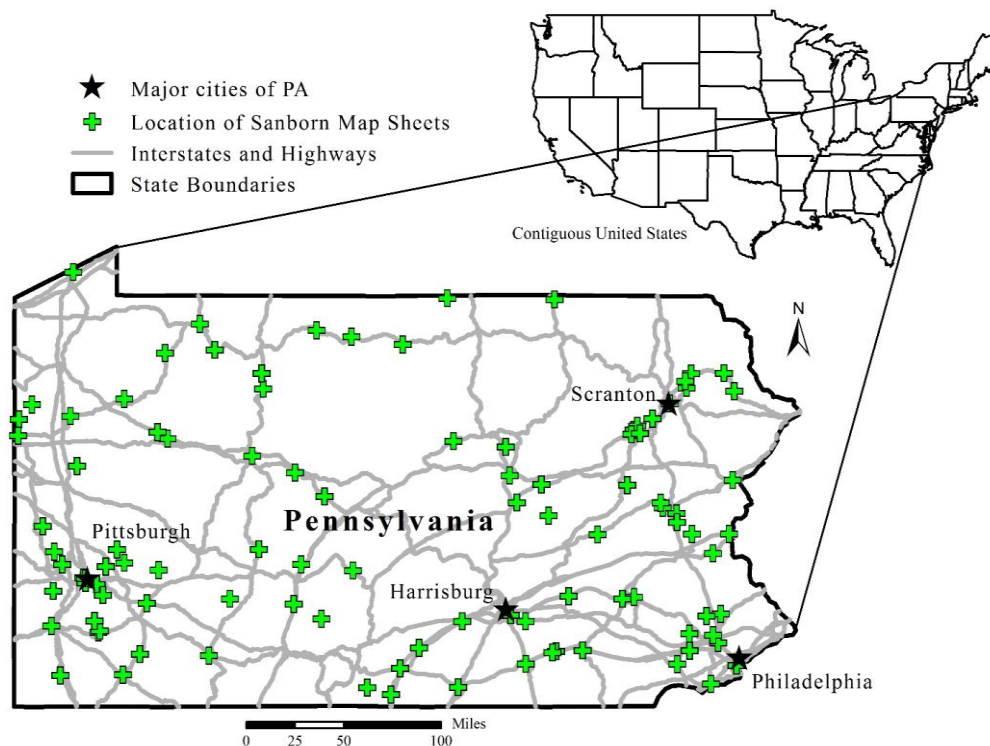 Major cities of PA
Location of Sanborn Map Sheets
Interstates and Highways
State Boundaries
Contiguous United States
N
Scranton
Pennsylvania
Pittsburgh
Harrisburg
Philadelphia
Miles
0 25 50 100